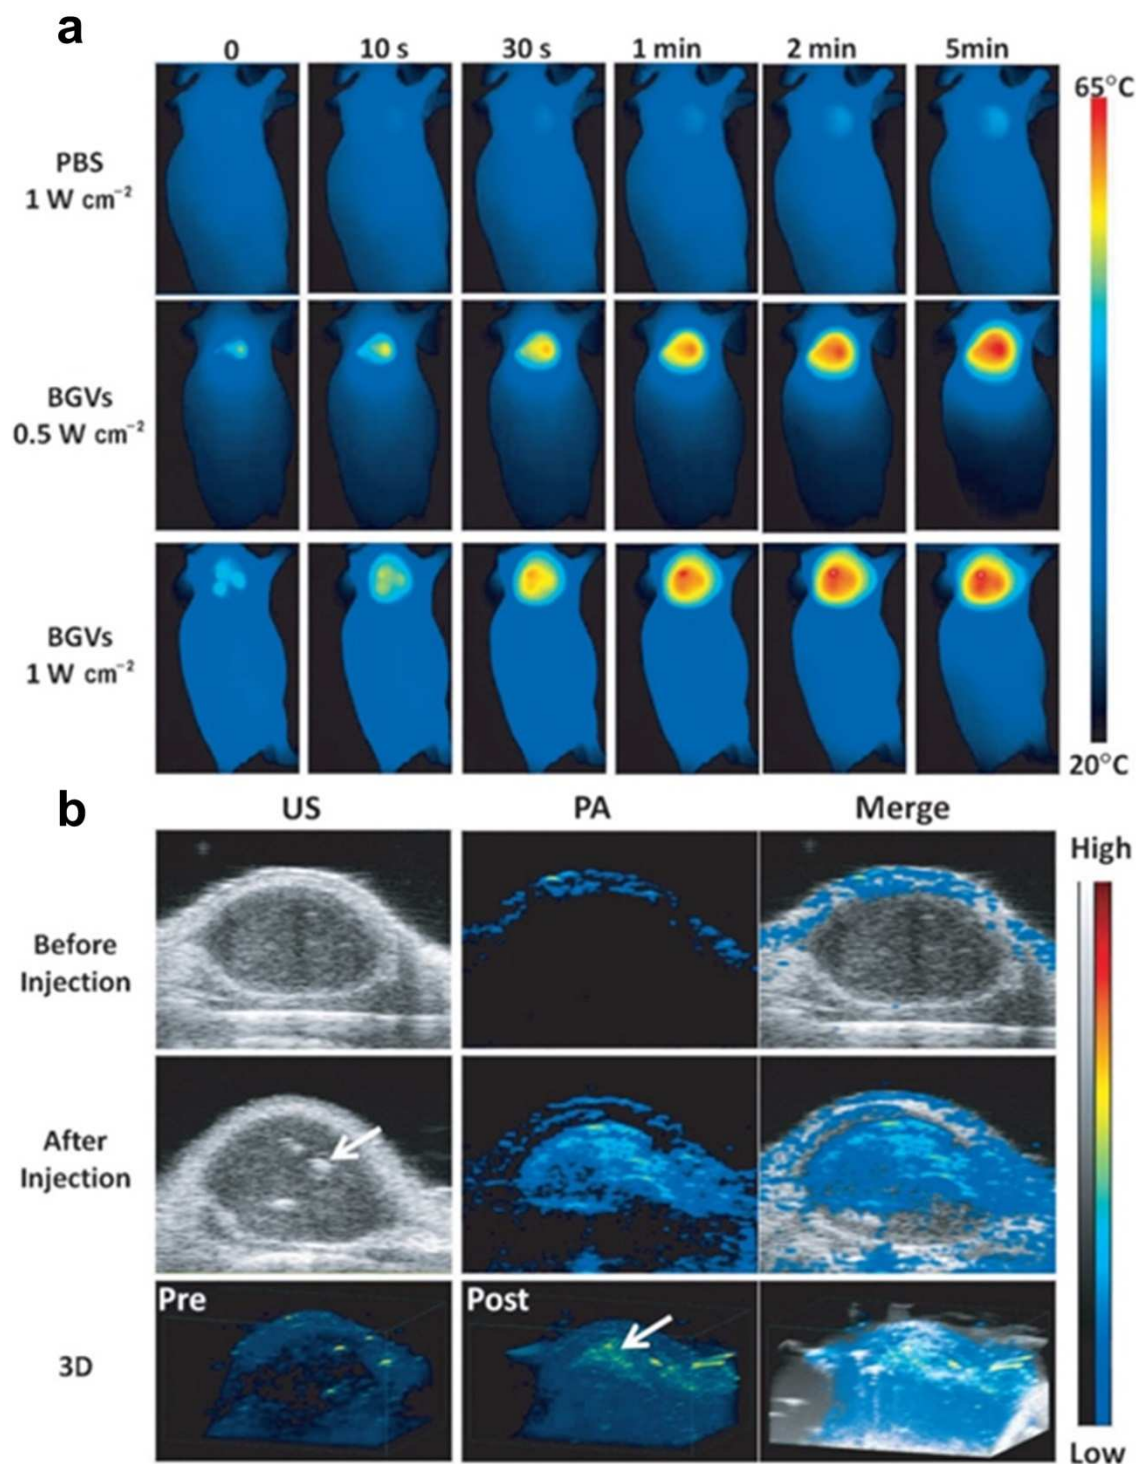 a
0 10 s 30 s 1 min 2 min 5min
65°C
PBS
1 W cm⁻²
BGVs
0.5 W cm⁻²
BGVs
1 W cm⁻²
20°C
b
US PA Merge
High
Before
Injection
After
Injection
Pre Post
3D
Low